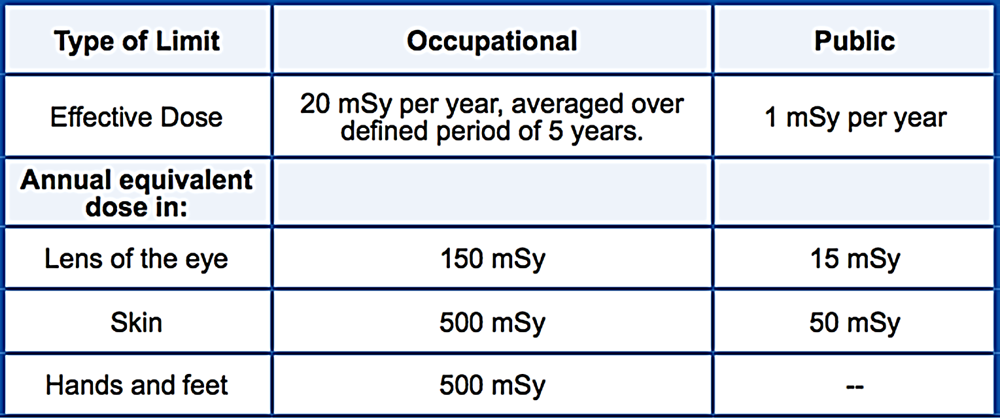 Type of Limit Occupational Public
Effective Dose 20 mSy per year, averaged over defined period of 5 years. 1 mSy per year
Annual equivalent dose in:
Lens of the eye 150 mSy 15 mSy
Skin 500 mSy 50 mSy
Hands and feet 500 mSy --